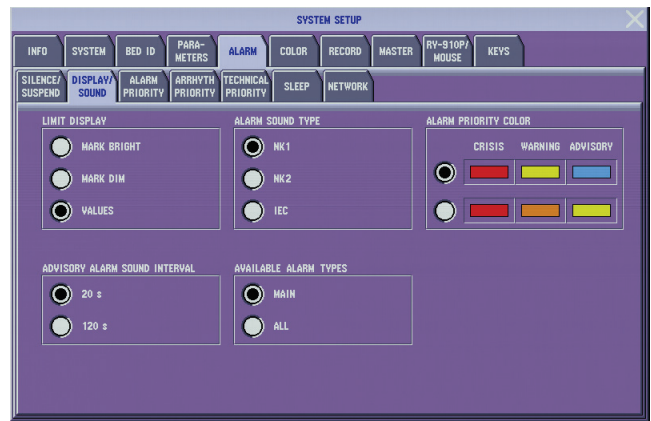 SYSTEM SETUP
INFO SYSTEM BED ID PARA-METERS ALARM COLOR RECORD MASTER RY-910P/MOUSE KEYS
SILENCE/SUSPEND DISPLAY/SOUND ALARM PRIORITY ARRHYTH PRIORITY TECHNICAL PRIORITY SLEEP NETWORK
LIMIT DISPLAY
MARK BRIGHT
MARK DIM
VALUES
ALARM SOUND TYPE
NK1
NK2
IEC
ALARM PRIORITY COLOR
CRISIS WARNING ADVISORY
ADVISORY ALARM SOUND INTERVAL
20 s
120 s
AVAILABLE ALARM TYPES
MAIN
ALL